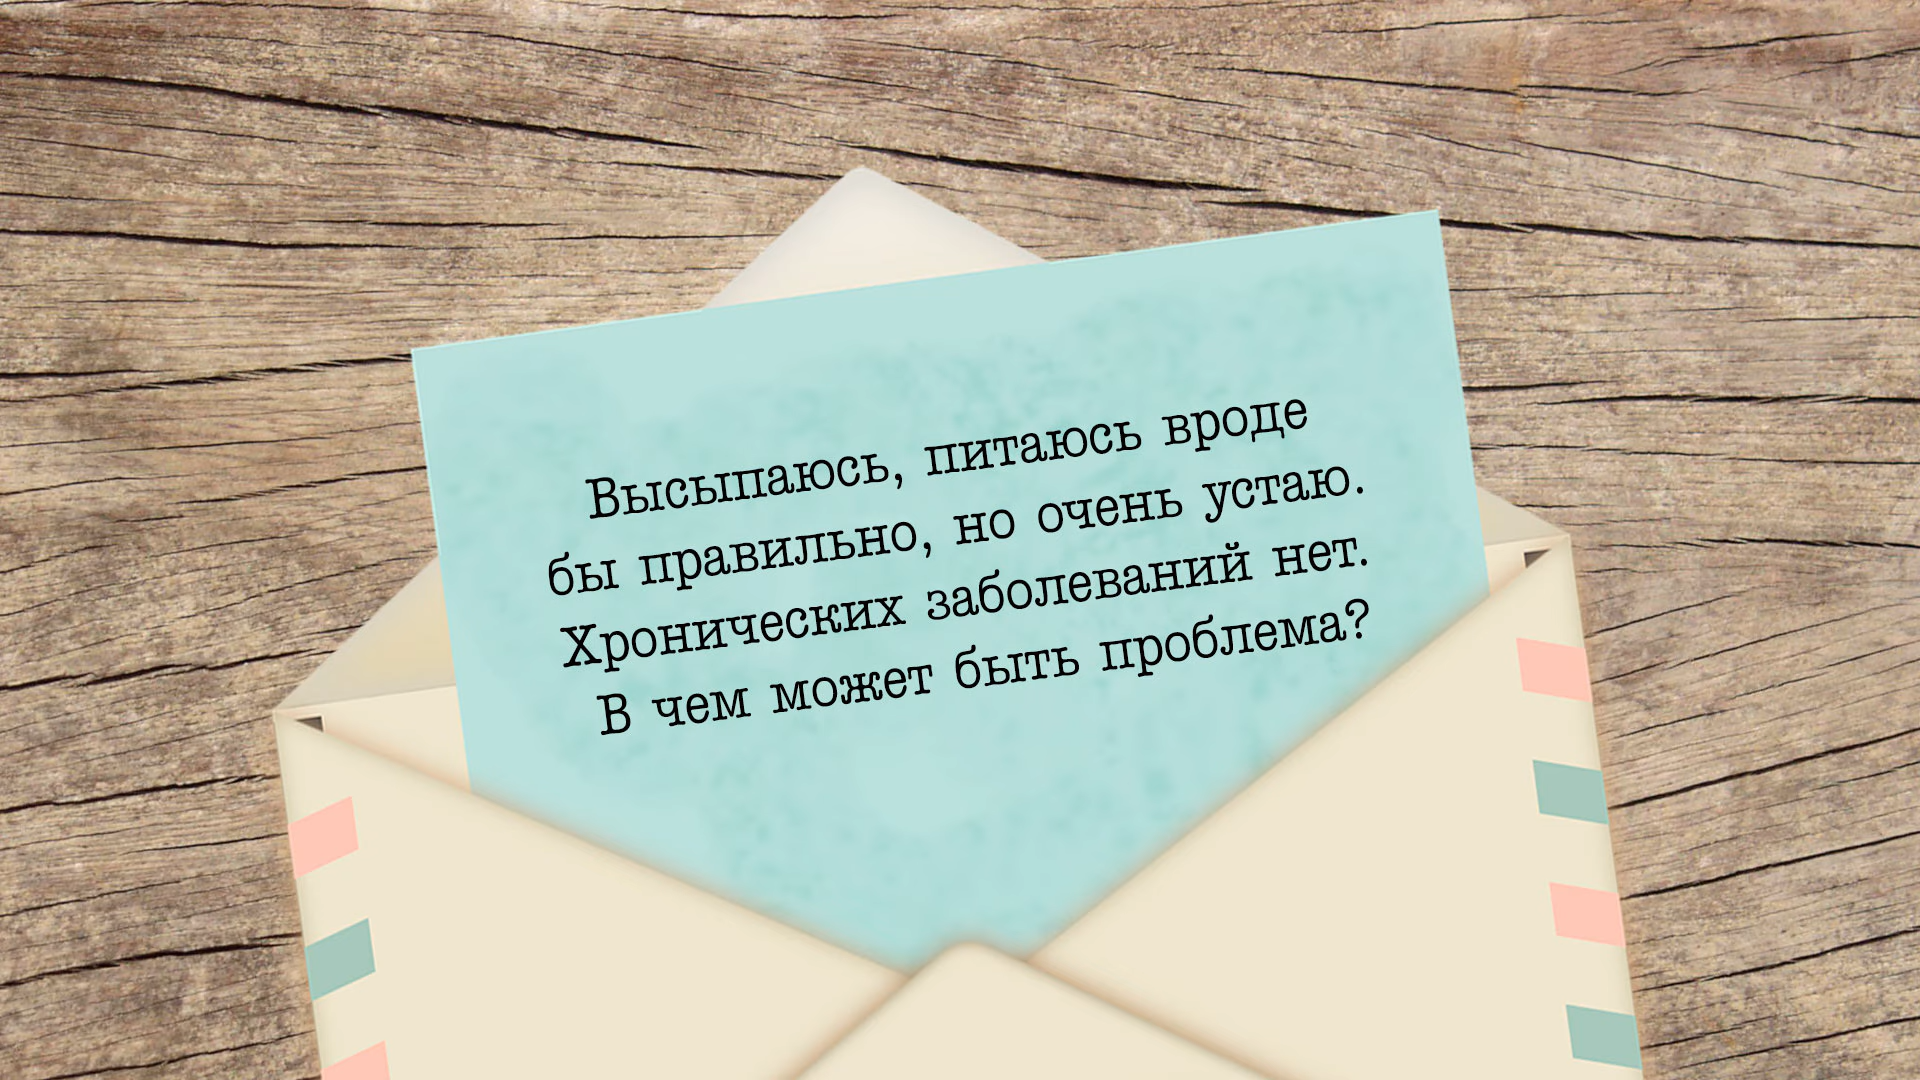 Высыпаюсь, питаюсь вроде
бы правильно, но очень устаю.
Хронических заболеваний нет.
В чем может быть проблема?